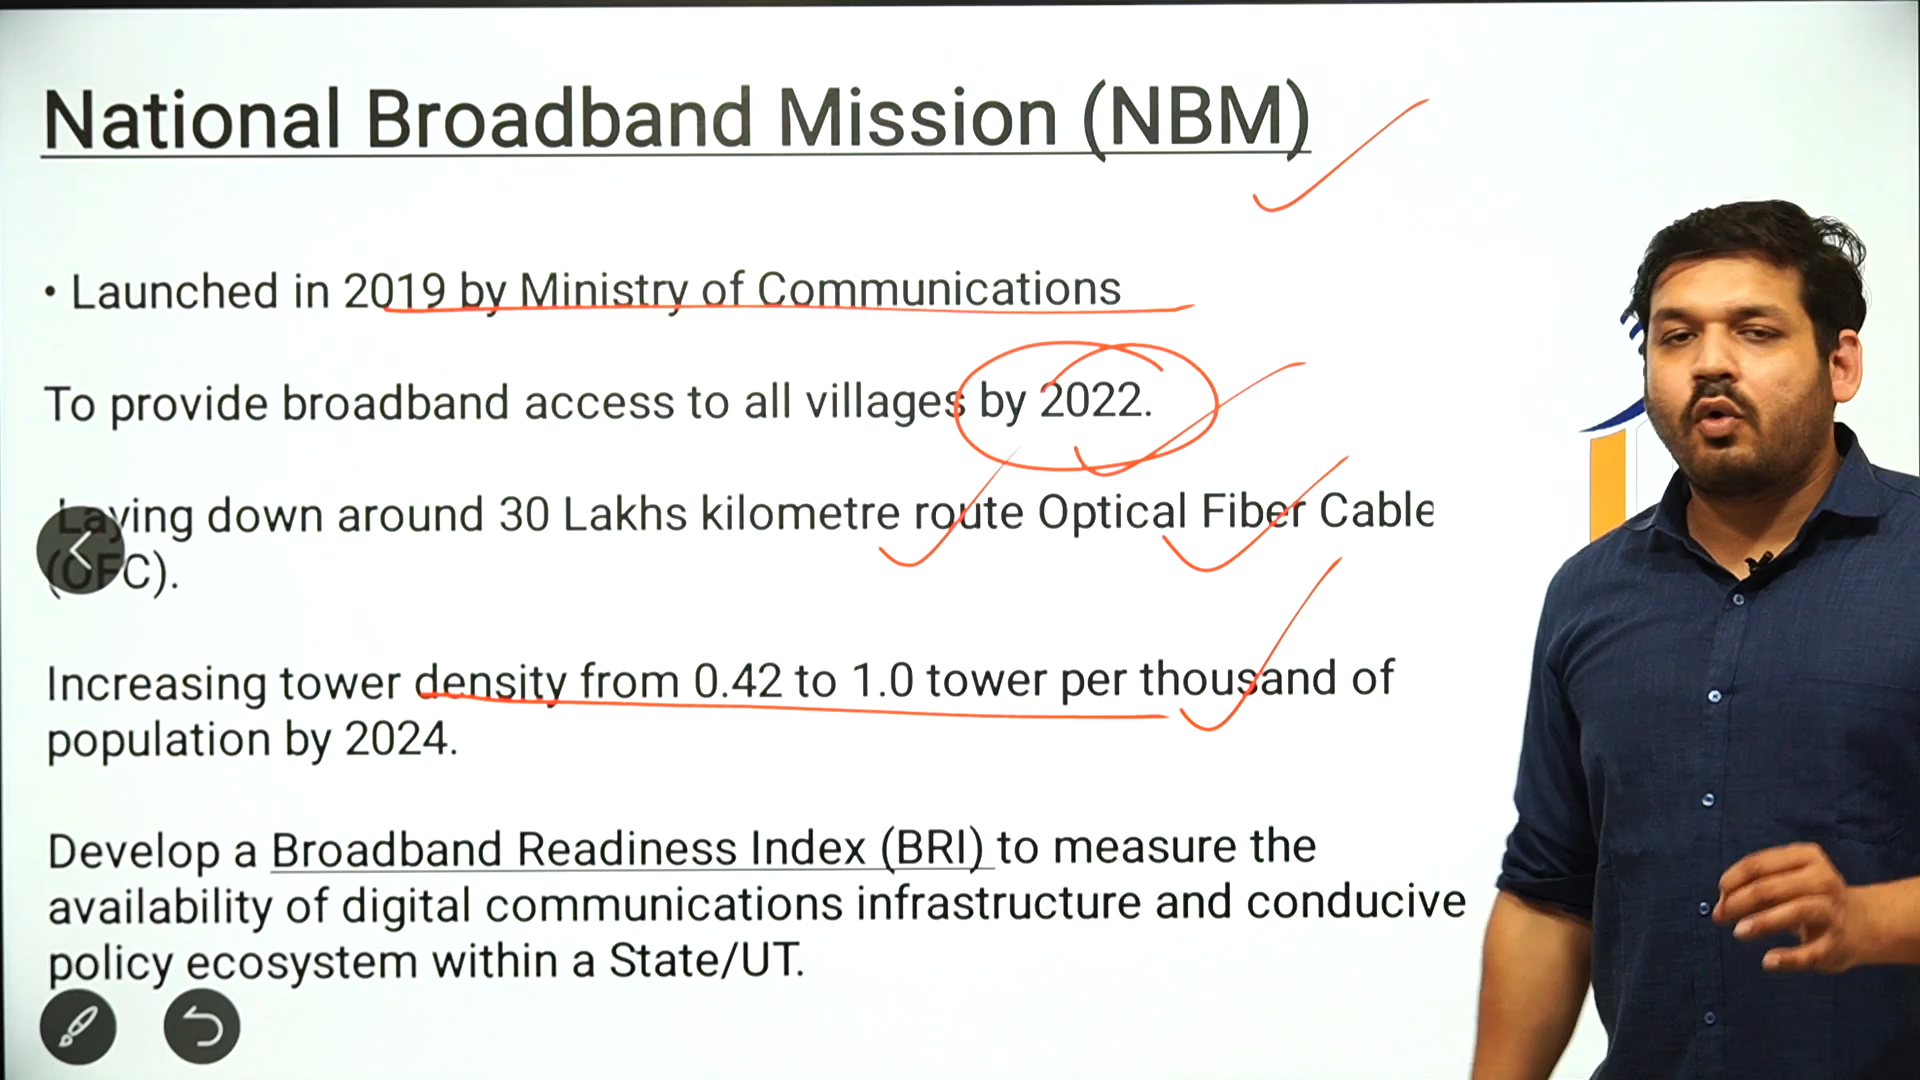 National Broadband Mission (NBM)
• Launched in 2019 by Ministry of Communications
To provide broadband access to all villages by 2022.
Laying down around 30 Lakhs kilometre route Optical Fiber Cable
(OFC).
Increasing tower density from 0.42 to 1.0 tower per thousand of
population by 2024.
Develop a Broadband Readiness Index (BRI) to measure the
availability of digital communications infrastructure and conducive
policy ecosystem within a State/UT.